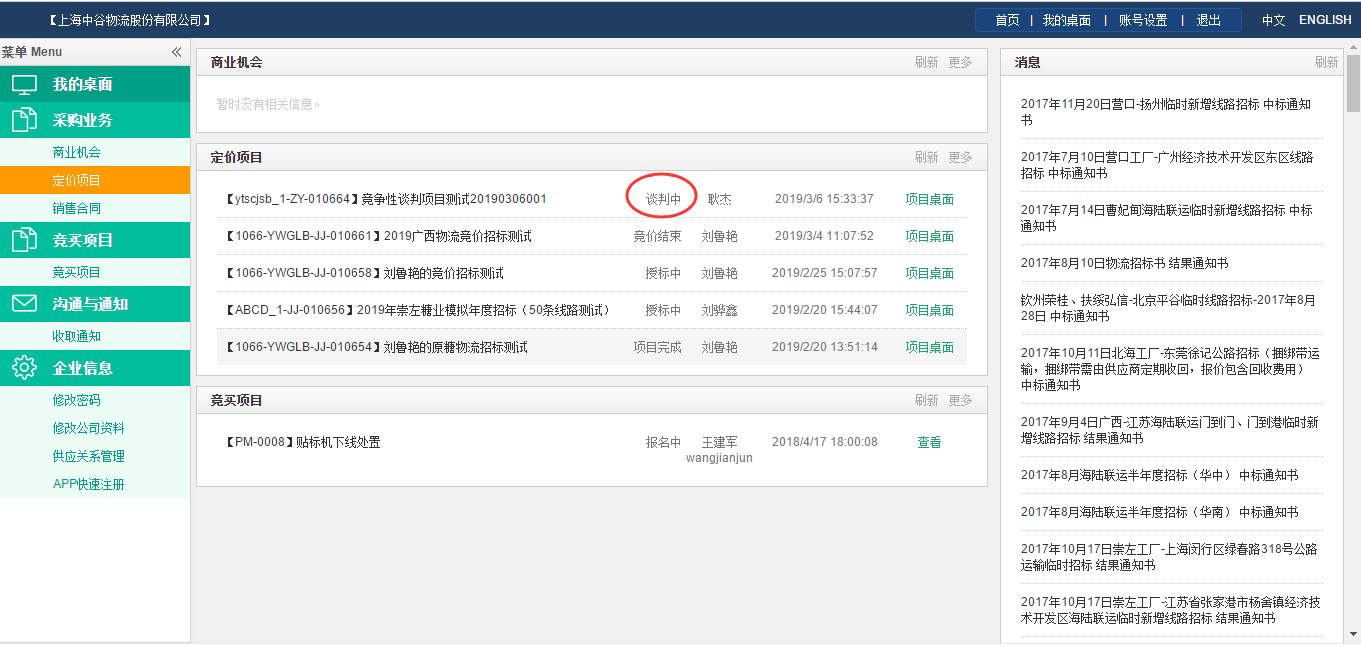 【上海中谷物流股份有限公司】
首页 | 我的桌面 | 账号设置 | 退出 中文 ENGLISH
菜单 Menu
我的桌面
采购业务
商业机会
定价项目
销售合同
竞买项目
竞买项目
沟通与通知
收取通知
企业信息
修改密码
修改公司资料
供应关系管理
APP快速注册
商业机会 刷新 更多
暂时没有相关信息。
定价项目 刷新 更多
【ytscjsb_1-ZY-010664】竞争性谈判项目测试20190306001 谈判中 耿杰 2019/3/6 15:33:37 项目桌面
【1066-YWGLB-JJ-010661】2019广西物流竞价招标测试 竞价结束 刘鲁艳 2019/3/4 11:07:52 项目桌面
【1066-YWGLB-JJ-010658】刘鲁艳的竞价招标测试 授标中 刘鲁艳 2019/2/25 15:07:57 项目桌面
【ABCD_1-JJ-010656】2019年崇左糖业模拟年度招标（50条线路测试） 授标中 刘骅鑫 2019/2/20 15:44:07 项目桌面
【1066-YWGLB-JJ-010654】刘鲁艳的原糖物流招标测试 项目完成 刘鲁艳 2019/2/20 13:51:14 项目桌面
竞买项目 刷新 更多
【PM-0008】贴标机下线处置 报名中 王建军 2018/4/17 18:00:08 查看
wangjianjun
消息 刷新
2017年11月20日营口-扬州临时新增线路招标 中标通知
书
2017年7月10日营口工厂-广州经济技术开发区东区线路
招标 中标通知书
2017年7月14日曹妃甸海陆联运临时新增线路招标 中标
通知书
2017年8月10日物流招标书 结果通知书
钦州荣桂、扶绥弘信-北京平谷临时线路招标-2017年8月
28日 中标通知书
2017年10月11日北海工厂-东莞徐记公路招标（捆绑带运
输，捆绑带需由供应商定期收回，报价包含回收费用）
中标通知书
2017年9月4日广西-江苏海陆联运门到门、门到港临时新
增线路招标 结果通知书
2017年8月海陆联运半年度招标（华中） 中标通知书
2017年8月海陆联运半年度招标（华南） 中标通知书
2017年10月17日崇左工厂-上海闵行区绿春路318号公路
运输临时招标 结果通知书
2017年10月17日崇左工厂-江苏省张家港市杨舍镇经济技
术开发区海陆联运临时新增线路招标 结果通知书